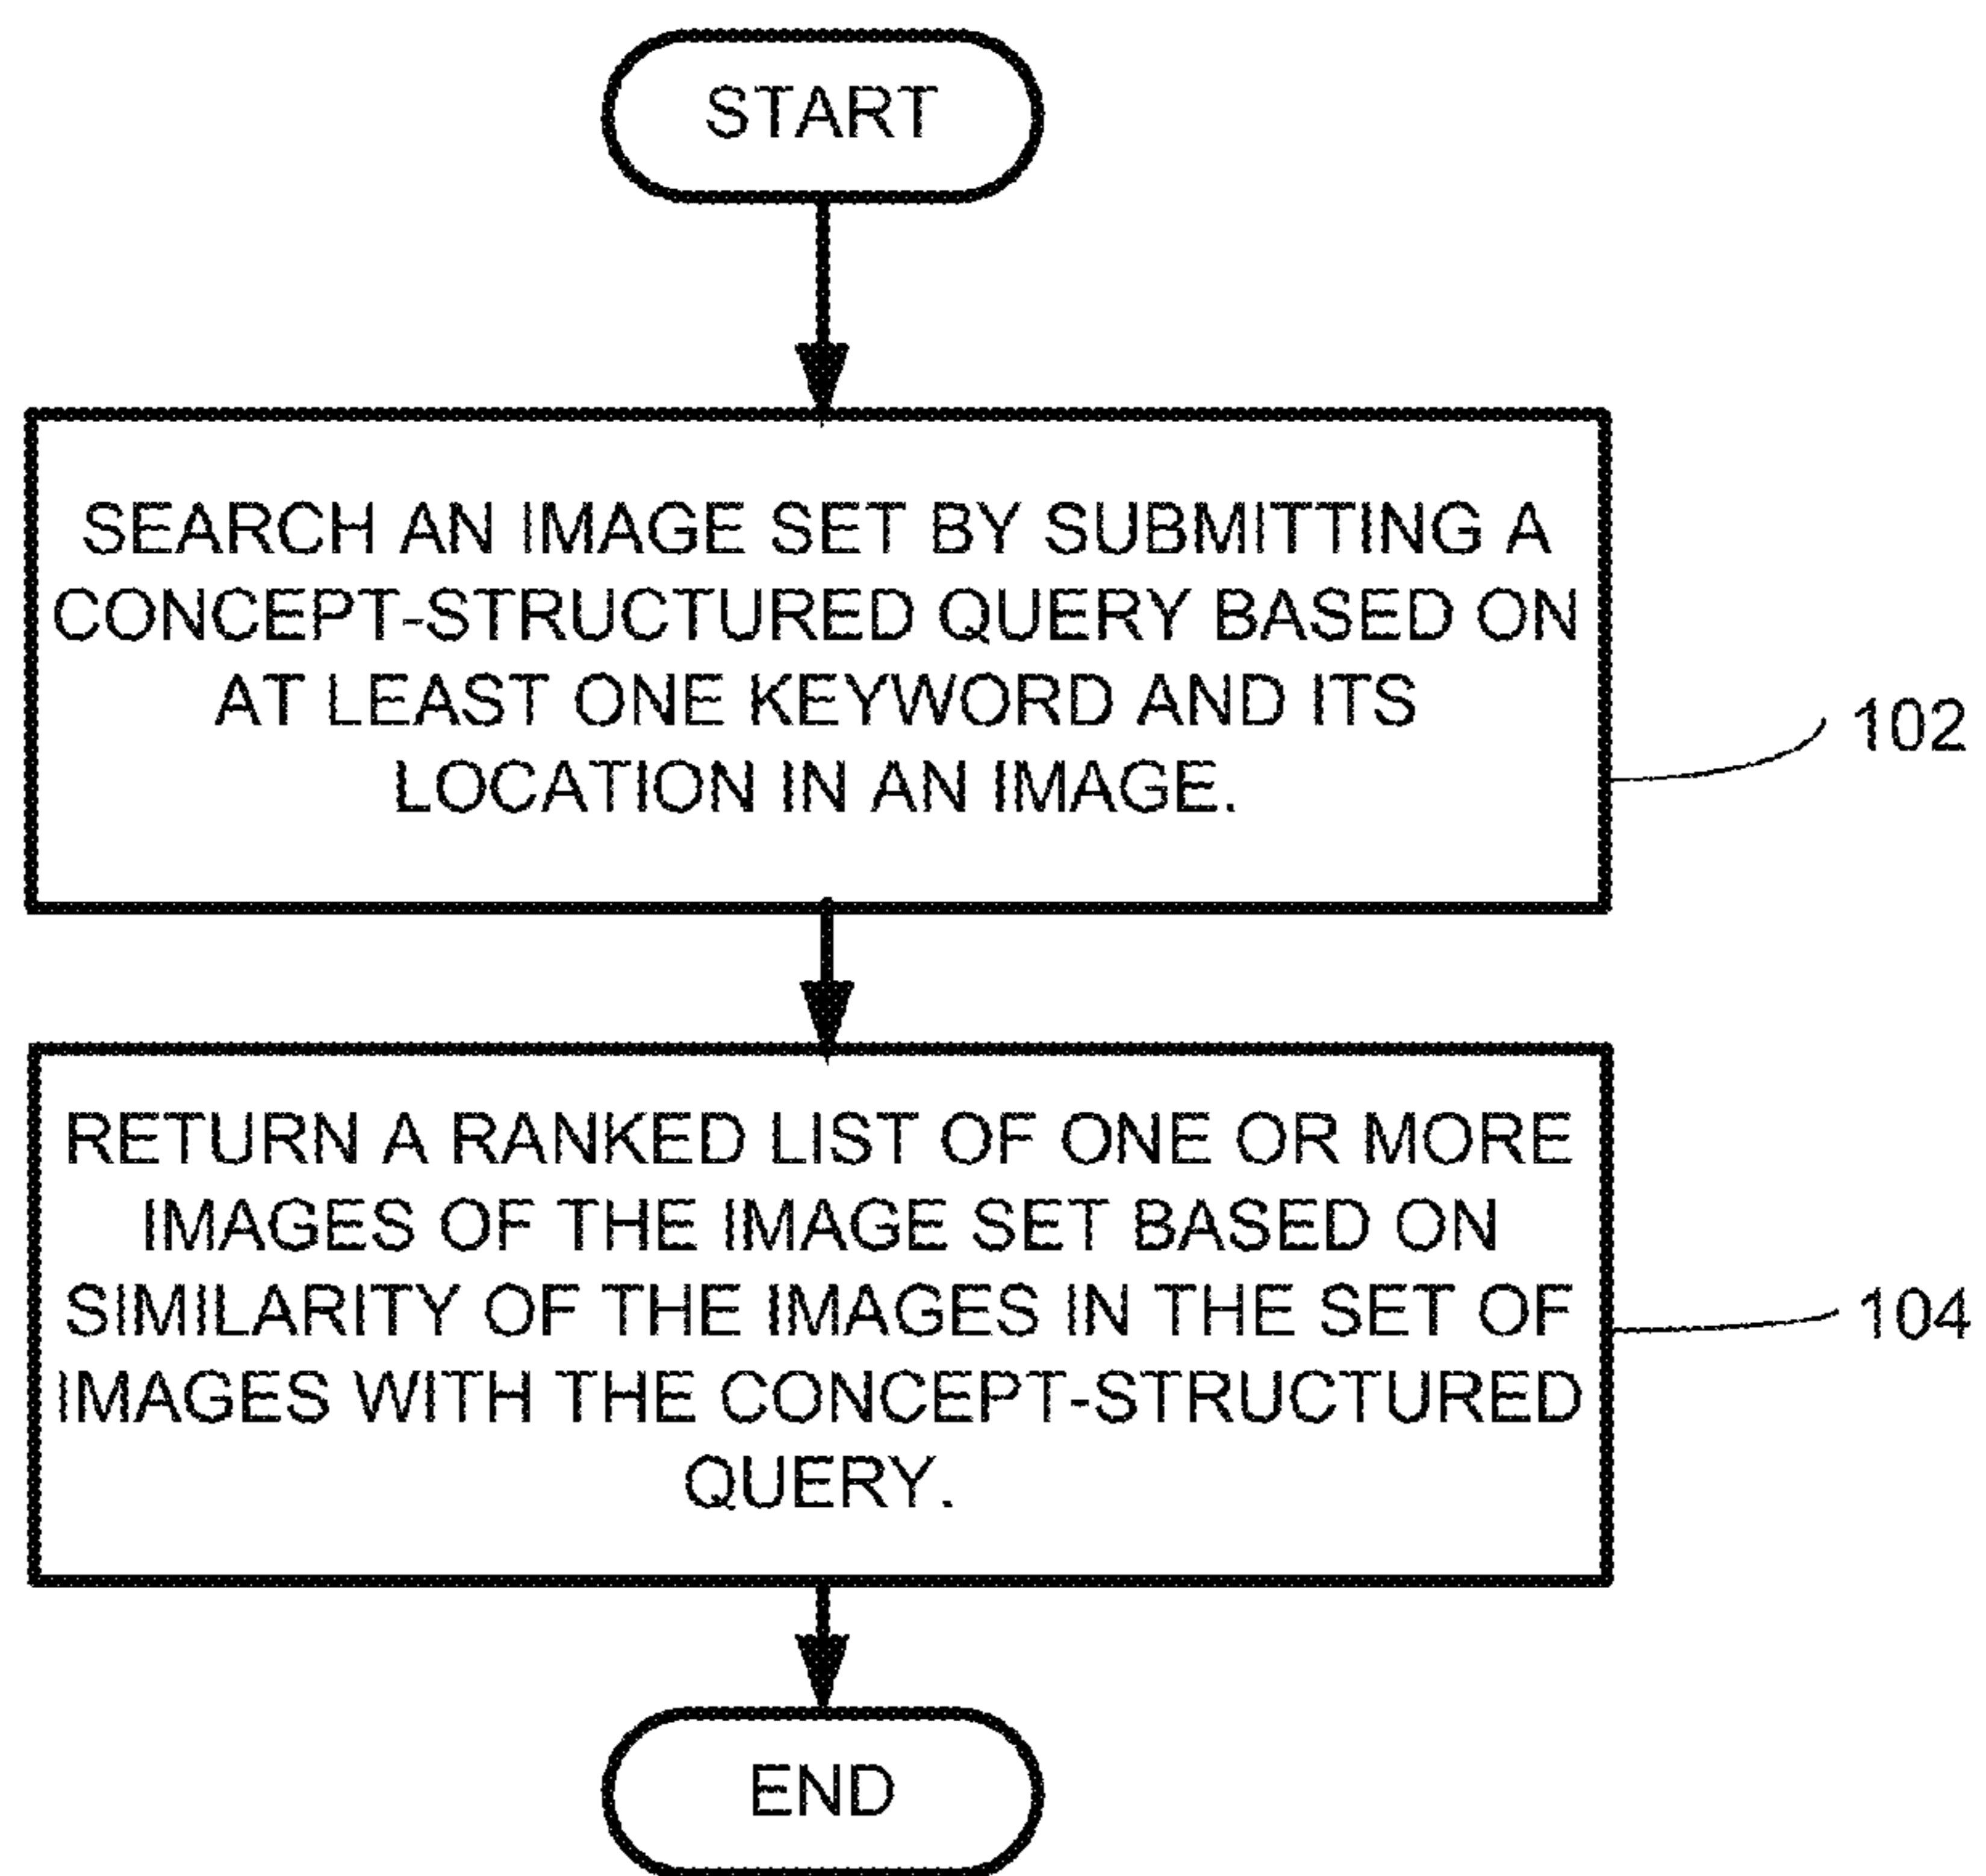 START
SEARCH AN IMAGE SET BY SUBMITTING A
CONCEPT-STRUCTURED QUERY BASED ON
AT LEAST ONE KEYWORD AND ITS
LOCATION IN AN IMAGE.
102
RETURN A RANKED LIST OF ONE OR MORE
IMAGES OF THE IMAGE SET BASED ON
SIMILARITY OF THE IMAGES IN THE SET OF
IMAGES WITH THE CONCEPT-STRUCTURED
QUERY.
104
END